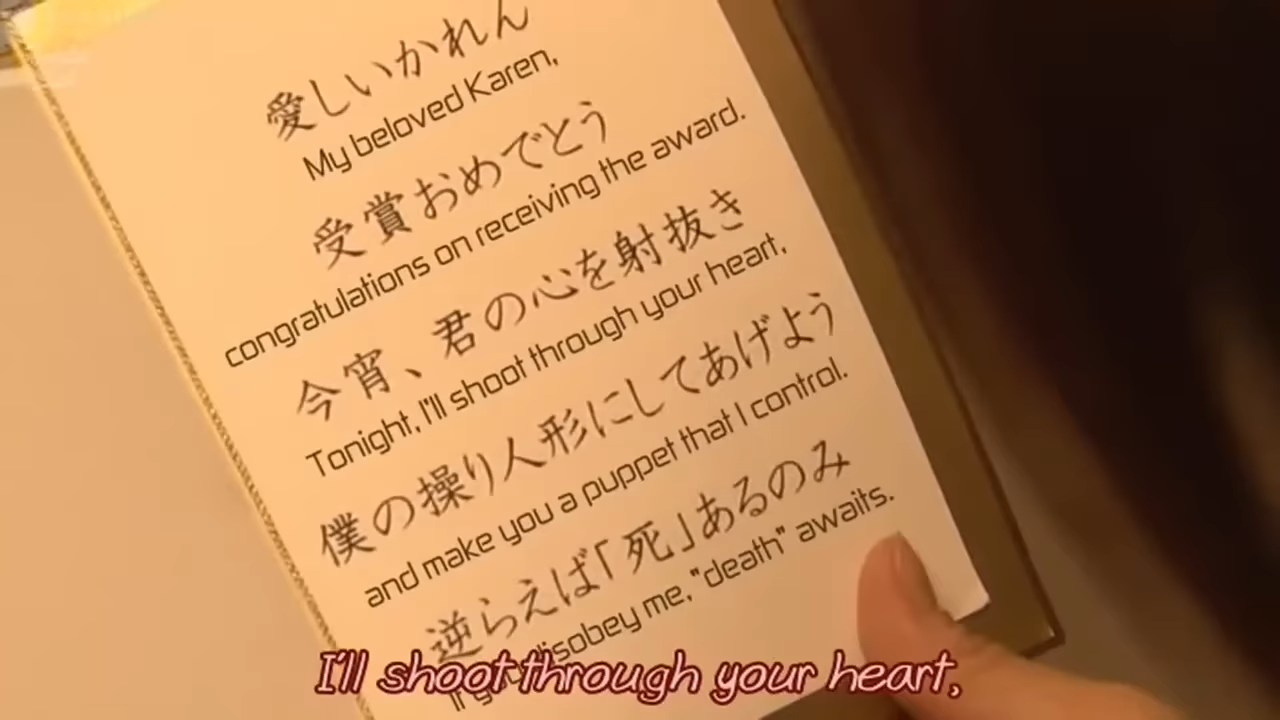 愛しいかれん
My beloved Karen,
受賞おめでとう
congratulations on receiving the award.
今宵、君の心を射抜き
Tonight, I'll shoot through your heart,
僕の操り人形にしてあげよう
and make you a puppet that I control.
逆らえば「死」あるのみ
If you disobey me, "death" awaits.
I'll shoot through your heart,